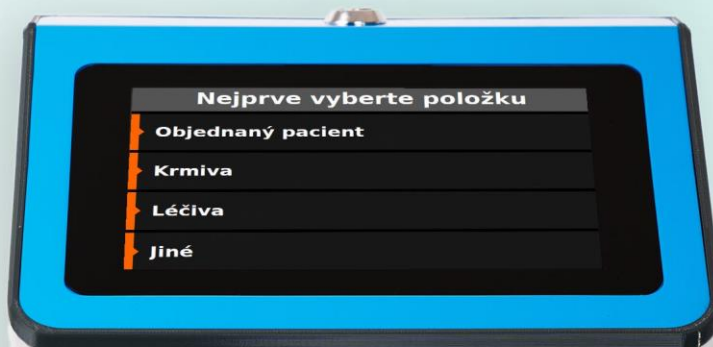 Nejprve vyberte položku
Objednaný pacient
Krmiva
Léčiva
Jiné